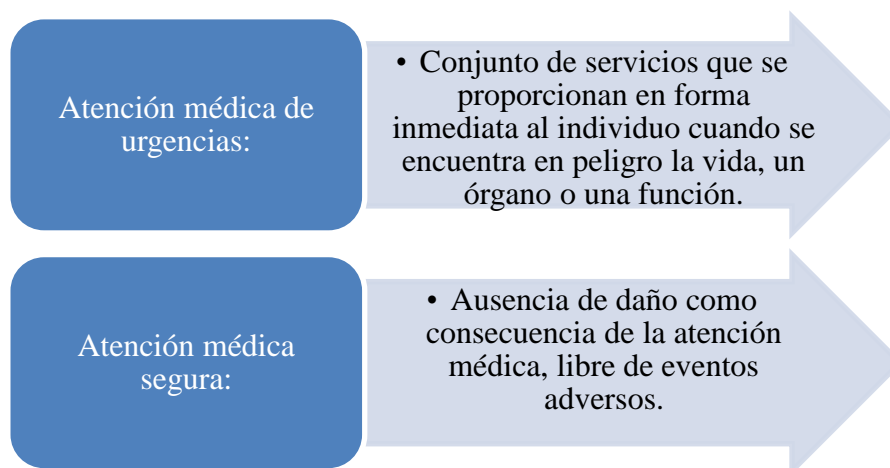 Atención médica de
urgencias:
• Conjunto de servicios que se
proporcionan en forma
inmediata al individuo cuando se
encuentra en peligro la vida, un
órgano o una función.
Atención médica
segura:
• Ausencia de daño como
consecuencia de la atención
médica, libre de eventos
adversos.